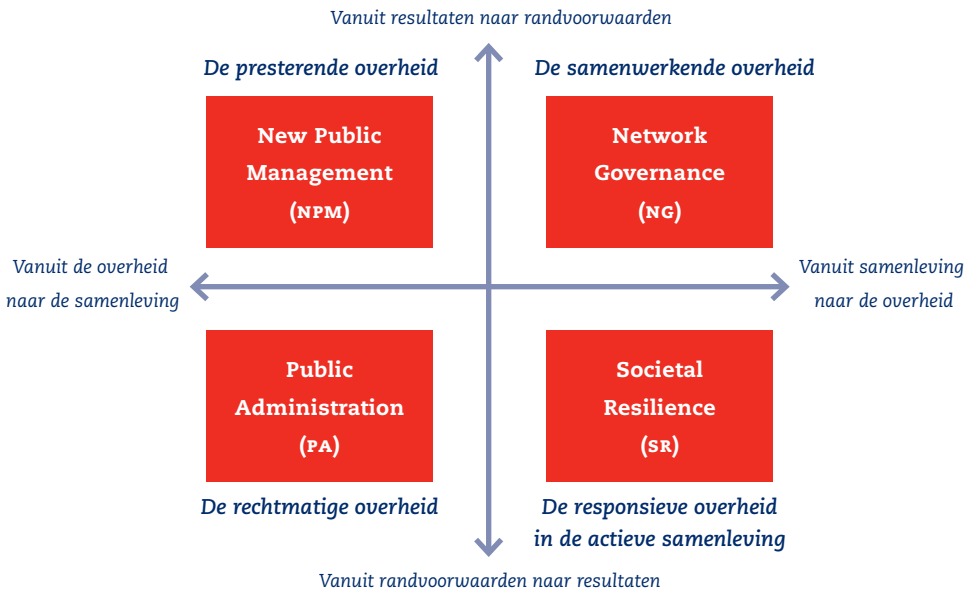 Vanuit resultaten naar randvoorwaarden
De presterende overheid
De samenwerkende overheid
New Public
Management
(NPM)
Network
Governance
(NG)
Vanuit de overheid
naar de samenleving
Vanuit samenleving
naar de overheid
Public
Administration
(PA)
Societal
Resilience
(SR)
De rechtmatige overheid
De responsieve overheid
in de actieve samenleving
Vanuit randvoorwaarden naar resultaten